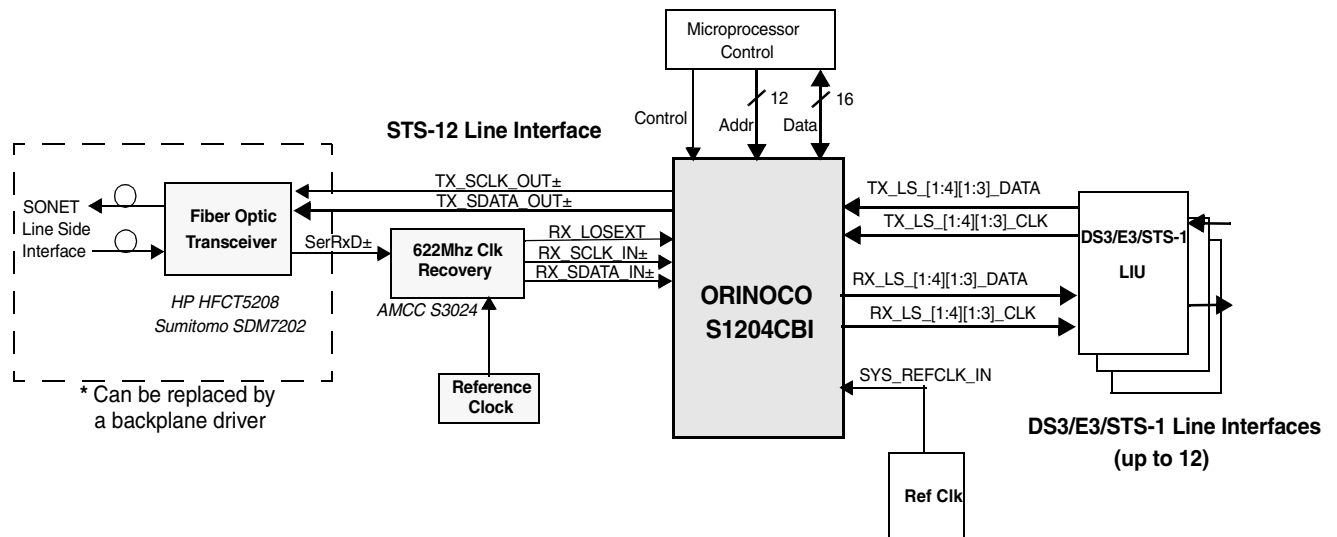 Microprocessor
Control
Control
Addr
12
Data
16
STS-12 Line Interface
SONET
Line Side
Interface
Fiber Optic
Transceiver
HP HFCT5208
Sumitomo SDM7202
* Can be replaced by
a backplane driver
TX_SCLK_OUT±
TX_SDATA_OUT±
SerRxD±
622Mhz Clk
Recovery
AMCC S3024
RX_LOSEXT
RX_SCLK_IN±
RX_SDATA_IN±
Reference
Clock
ORINOCO
S1204CBI
TX_LS_[1:4][1:3]_DATA
TX_LS_[1:4][1:3]_CLK
RX_LS_[1:4][1:3]_DATA
RX_LS_[1:4][1:3]_CLK
SYS_REFCLK_IN
Ref Clk
DS3/E3/STS-1
LIU
DS3/E3/STS-1 Line Interfaces
(up to 12)